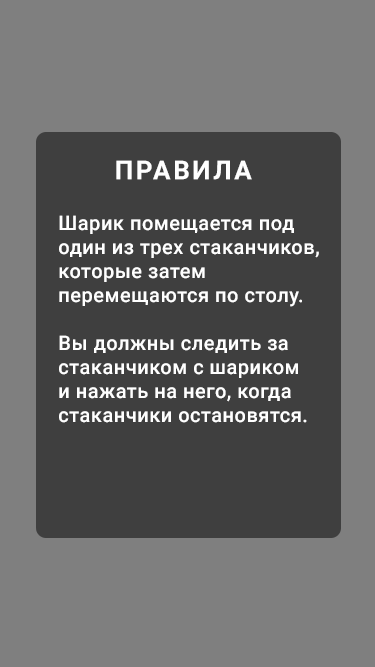 ПРАВИЛА
Шарик помещается под
один из трех стаканчиков,
которые затем
перемещаются по столу.
Вы должны следить за
стаканчиком с шариком
и нажать на него, когда
стаканчики остановятся.